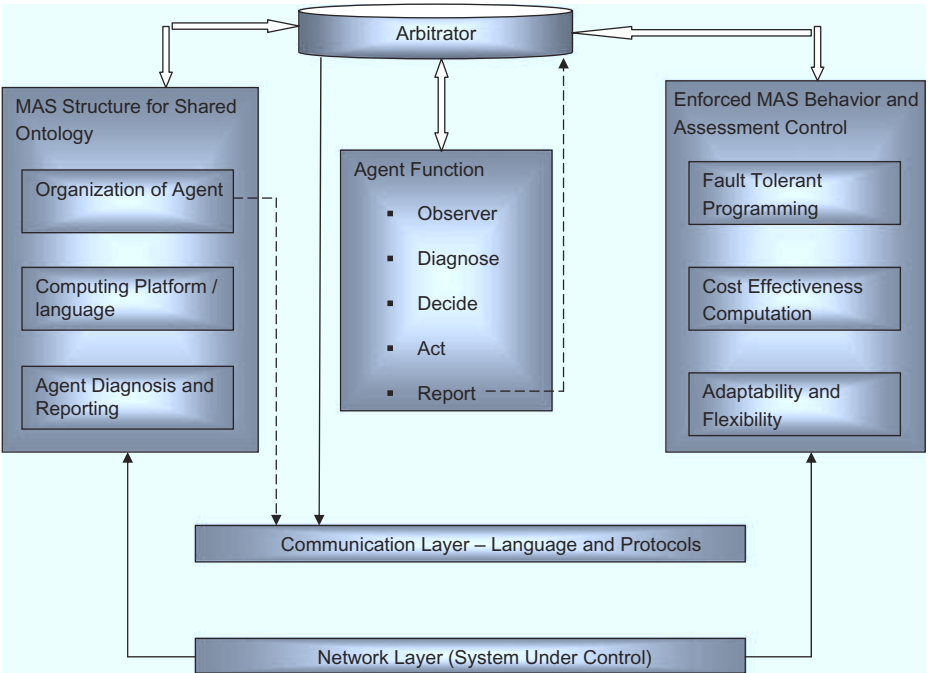 Arbitrator
MAS Structure for Shared
Ontology
Organization of Agent
Computing Platform /
language
Agent Diagnosis and
Reporting
Agent Function
▪ Observer
▪ Diagnose
▪ Decide
▪ Act
▪ Report
Enforced MAS Behavior and
Assessment Control
Fault Tolerant
Programming
Cost Effectiveness
Computation
Adaptability and
Flexibility
Communication Layer – Language and Protocols
Network Layer (System Under Control)